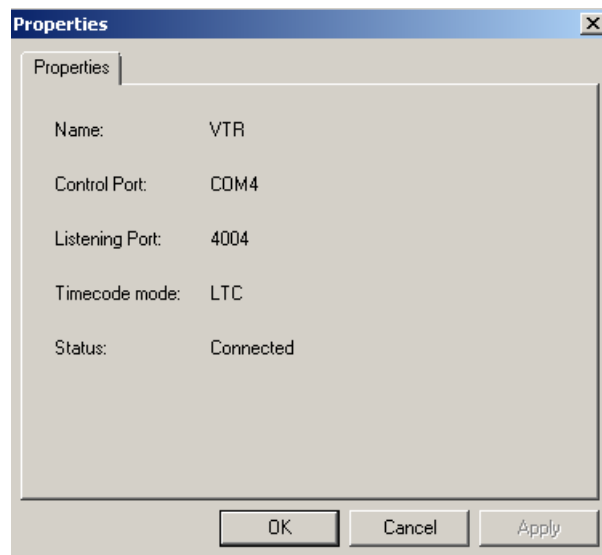 Properties
Properties
Name: VTR
Control Port: COM4
Listening Port: 4004
Timecode mode: LTC
Status: Connected
OK Cancel Apply